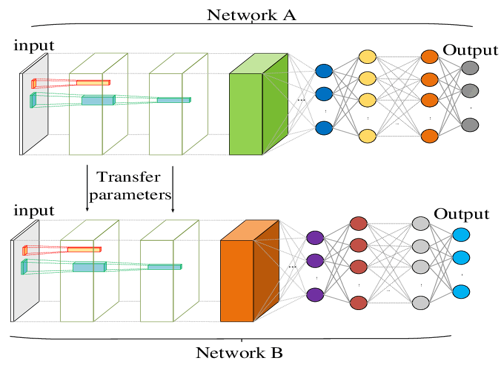 Network A
input
Output
...
Transfer
parameters
input
Output
...
Network B